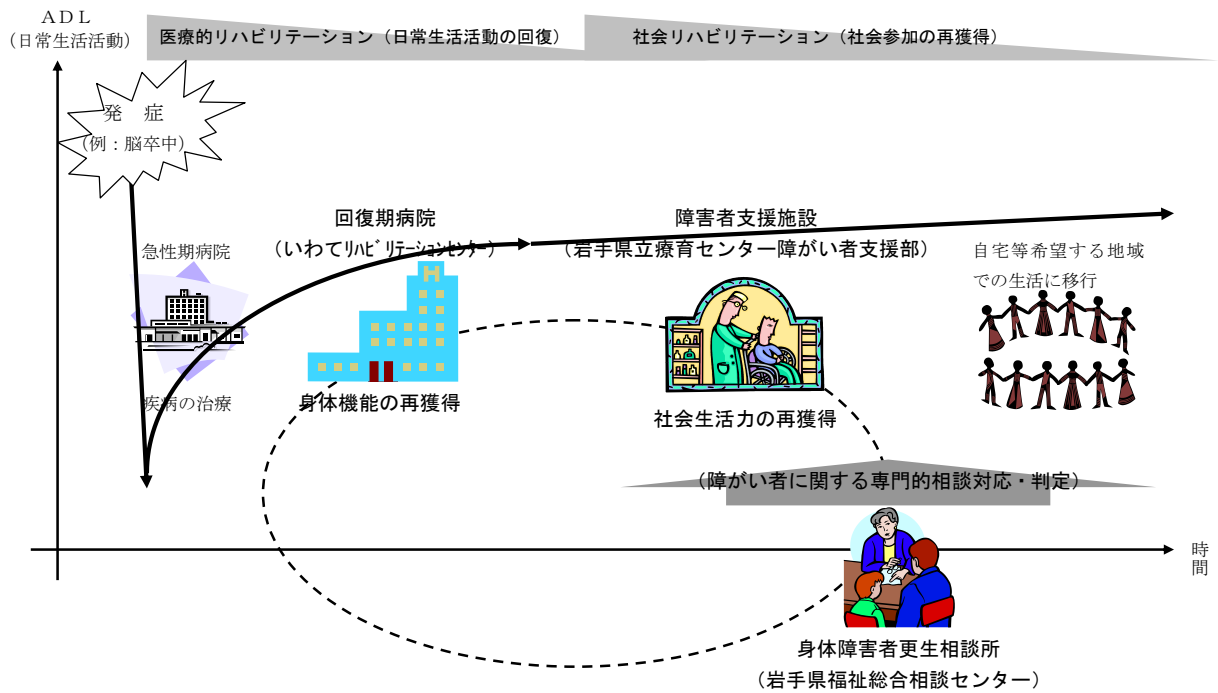 ADL
(日常生活活動)
医療的リハビリテーション(日常生活活動の回復)
社会リハビリテーション(社会参加の再獲得)
発 症
(例:脳卒中)
回復期病院
(いわてリハビリテーションセンター)
障害者支援施設
(岩手県立療育センター障がい者支援部)
急性期病院
自宅等希望する地域
での生活に移行
疾病の治療
身体機能の再獲得
社会生活力の再獲得
(障がい者に関する専門的相談対応・判定)
時
間
身体障害者更生相談所
(岩手県福祉総合相談センター)